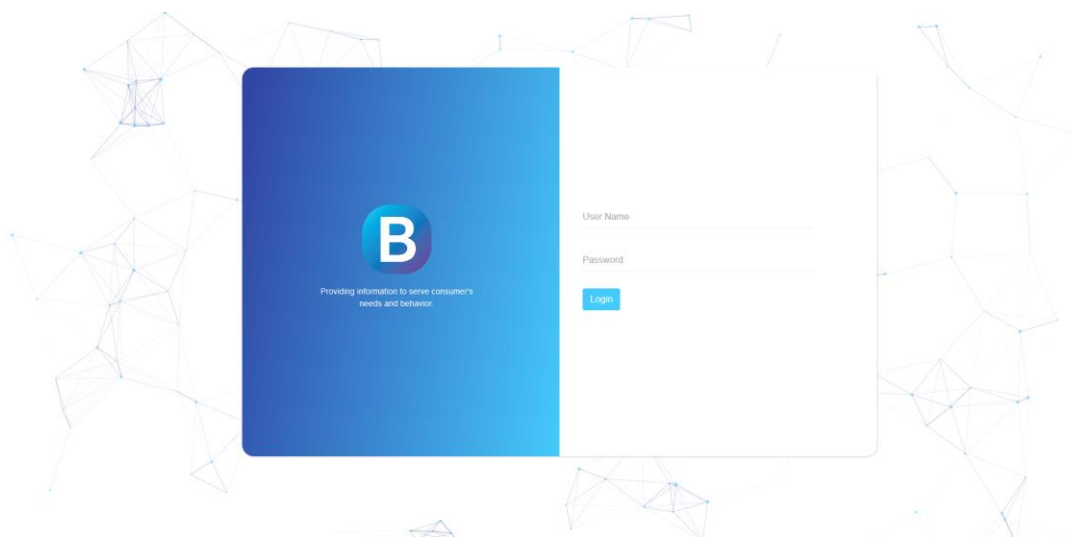 B
Providing information to serve consumer's
needs and behavior.
User Name
Password
Login